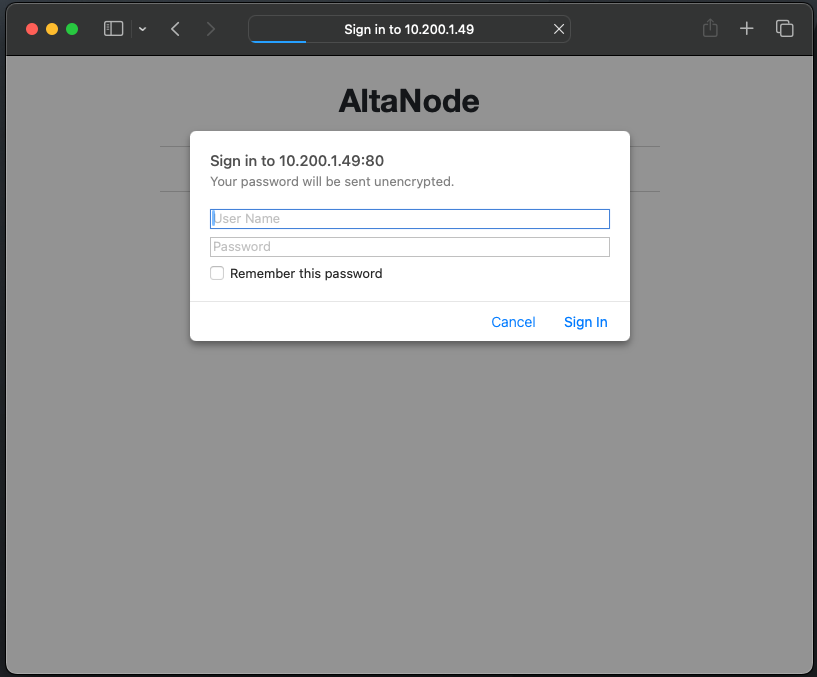 Sign in to 10.200.1.49
AltaNode
Sign in to 10.200.1.49:80
Your password will be sent unencrypted.
User Name
Password
Remember this password
Cancel
Sign In